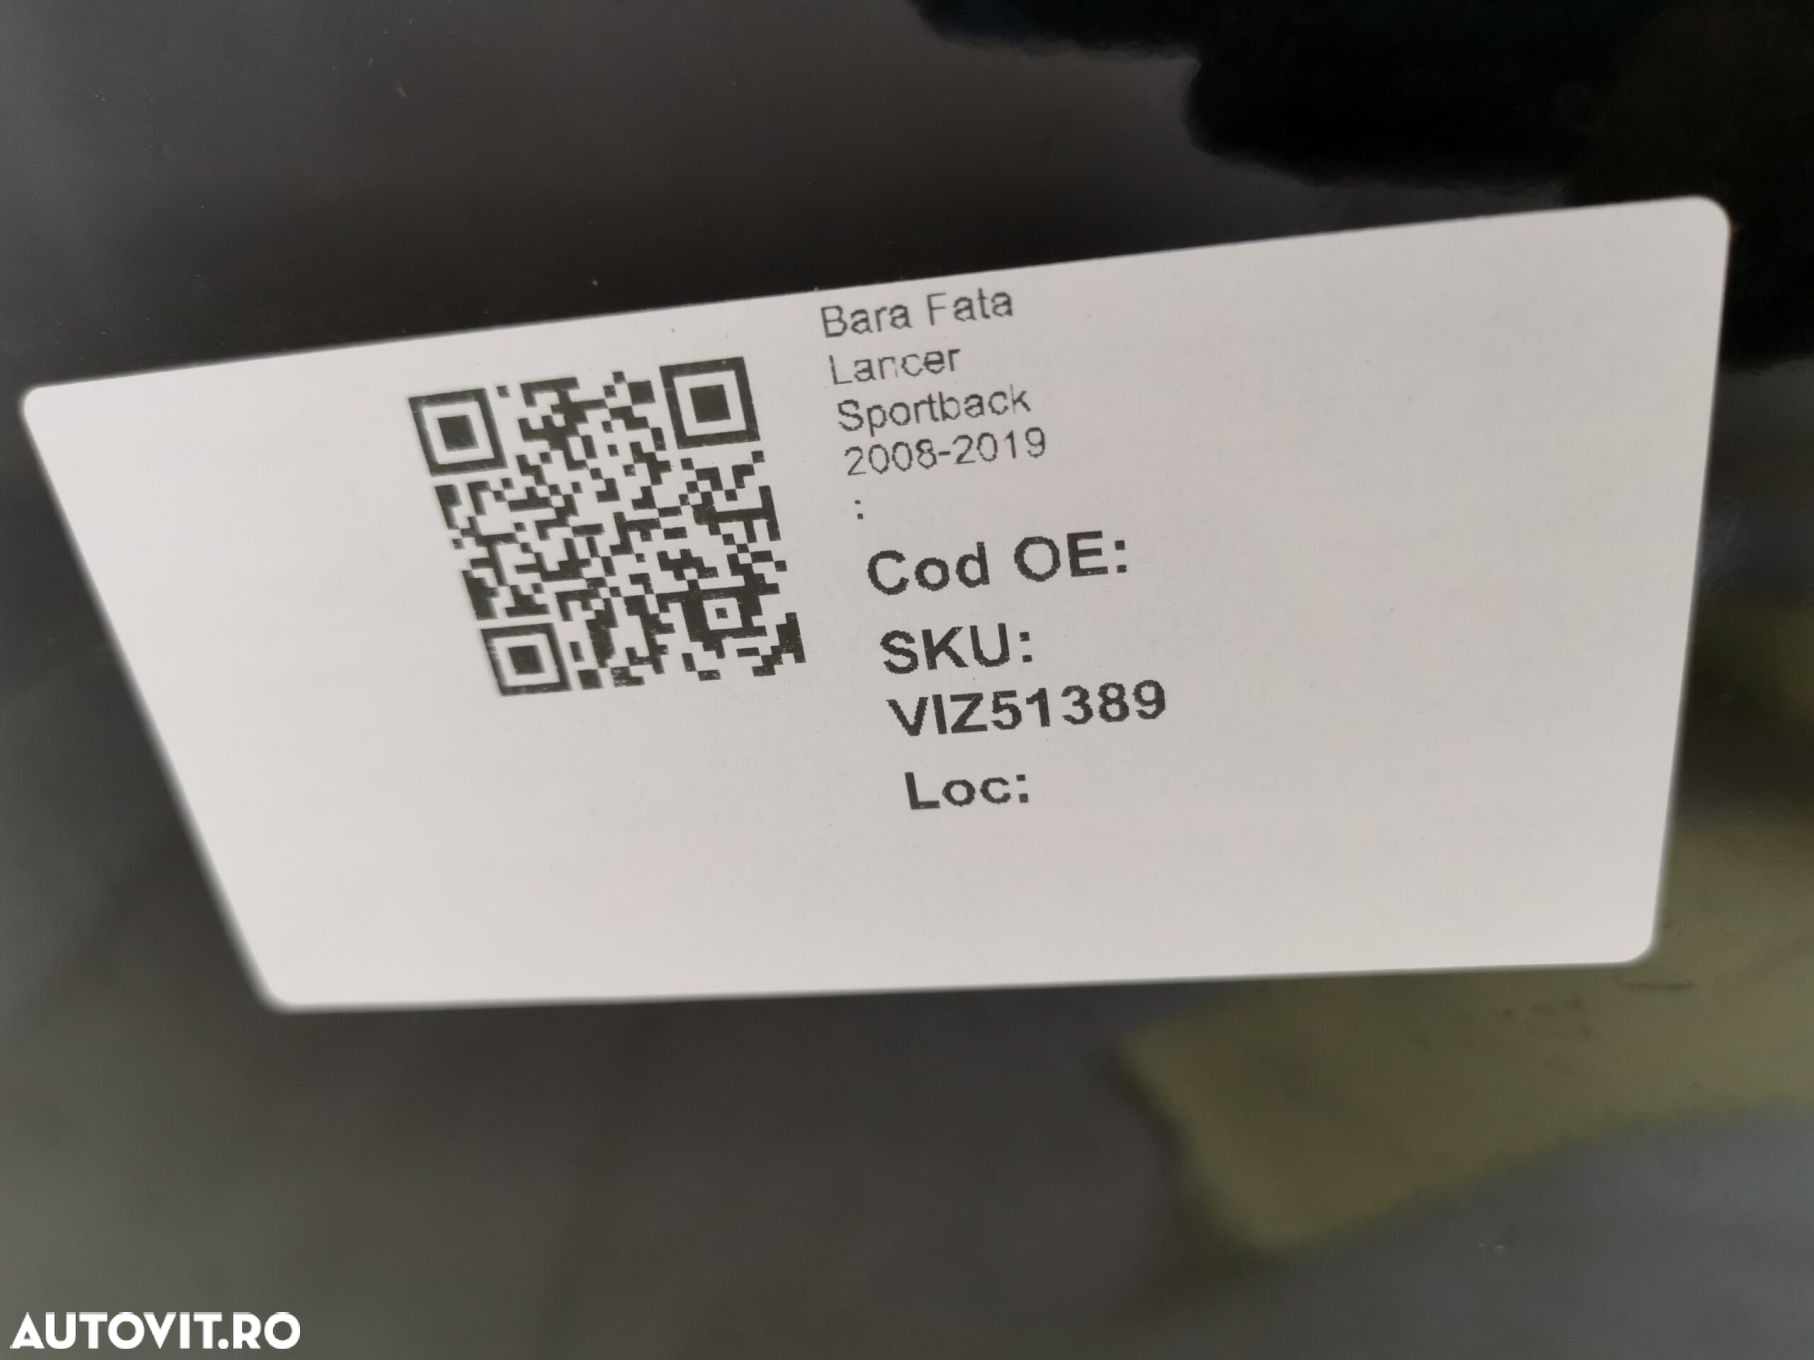 Bara Fata
Lancer
Sportback
2008-2019
:
Cod OE:
SKU:
VIZ51389
Loc:
AUTOVIT.RO